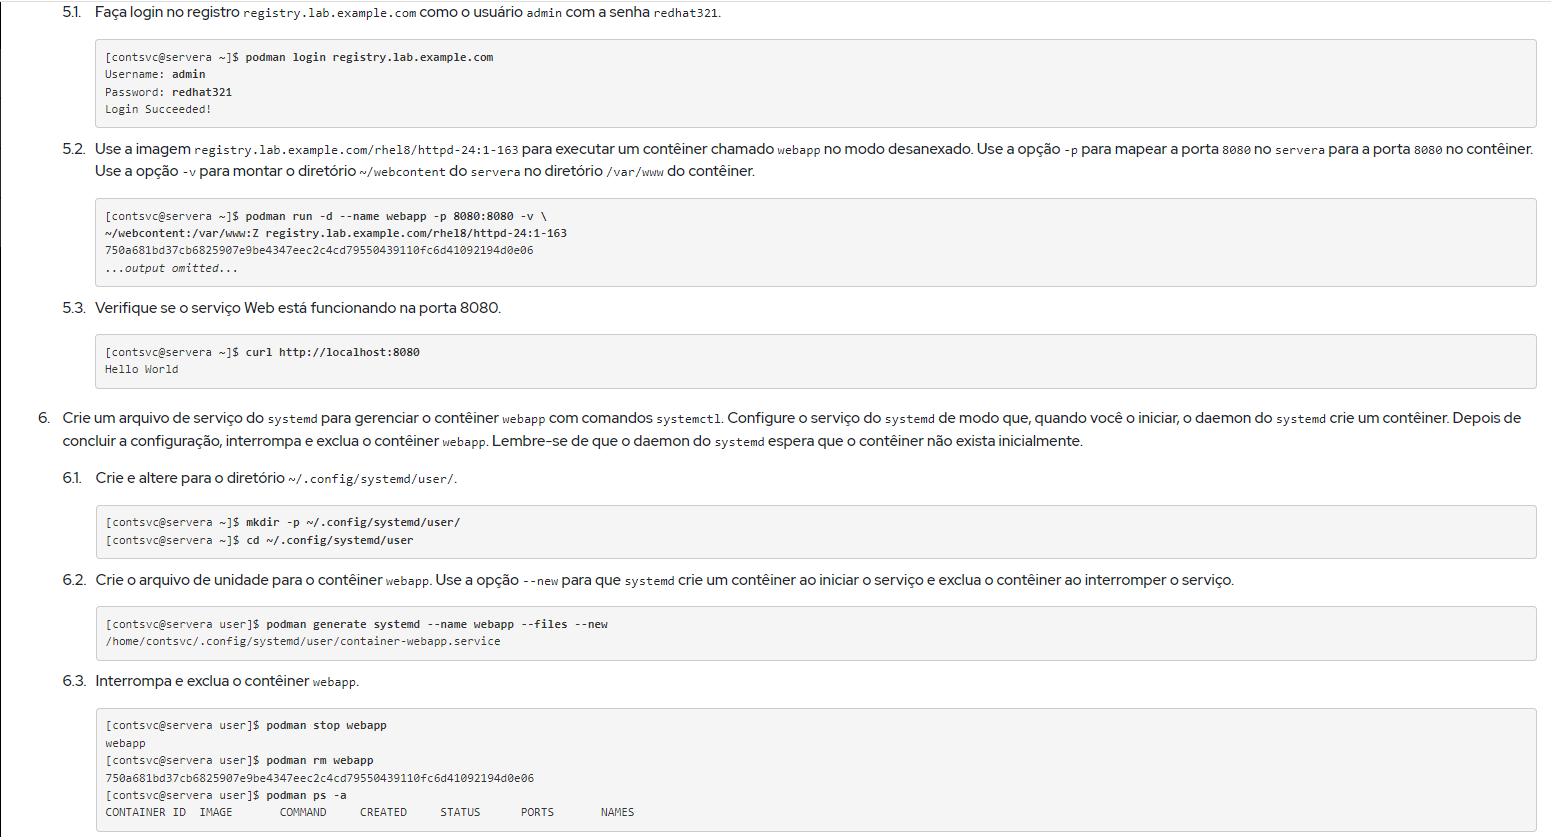 5.1. Faça login no registro registry.lab.example.com como o usuário admin com a senha redhat321.
[contsvc@servera ~]$ podman login registry.lab.example.com
Username: admin
Password: redhat321
Login Succeeded!
5.2. Use a imagem registry.lab.example.com/rhel8/httpd-24:1-163 para executar um contêiner chamado webapp no modo desanexado. Use a opção -p para mapear a porta 8080 no servera para a porta 8080 no contêiner.
Use a opção -v para montar o diretório ~/webcontent do servera no diretório /var/www do contêiner.
[contsvc@servera ~]$ podman run -d --name webapp -p 8080:8080 -v \
~/webcontent:/var/www:Z registry.lab.example.com/rhel8/httpd-24:1-163
750a681bd37cb6825907e9be4347eec2c4cd79550439110fc6d41092194d0e06
...output omitted...
5.3. Verifique se o serviço Web está funcionando na porta 8080.
[contsvc@servera ~]$ curl http://localhost:8080
Hello World
6. Crie um arquivo de serviço do systemd para gerenciar o contêiner webapp com comandos systemctl. Configure o serviço do systemd de modo que, quando você o iniciar, o daemon do systemd crie um contêiner. Depois de
concluir a configuração, interrompa e exclua o contêiner webapp. Lembre-se de que o daemon do systemd espera que o contêiner não exista inicialmente.
6.1. Crie e altere para o diretório ~/.config/systemd/user/.
[contsvc@servera ~]$ mkdir -p ~/.config/systemd/user/
[contsvc@servera ~]$ cd ~/.config/systemd/user
6.2. Crie o arquivo de unidade para o contêiner webapp. Use a opção --new para que systemd crie um contêiner ao iniciar o serviço e exclua o contêiner ao interromper o serviço.
[contsvc@servera user]$ podman generate systemd --name webapp --files --new
/home/contsvc/.config/systemd/user/container-webapp.service
6.3. Interrompa e exclua o contêiner webapp.
[contsvc@servera user]$ podman stop webapp
webapp
[contsvc@servera user]$ podman rm webapp
750a681bd37cb6825907e9be4347eec2c4cd79550439110fc6d41092194d0e06
[contsvc@servera user]$ podman ps -a
CONTAINER ID IMAGE COMMAND CREATED STATUS PORTS NAMES